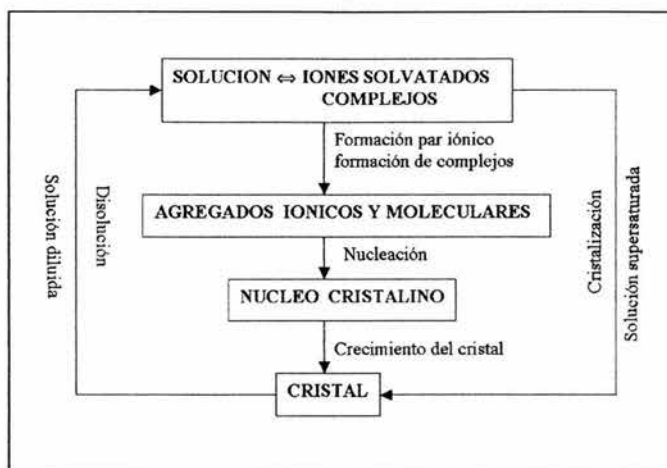 SOLUCION ⇔ IONES SOLVATADOS
COMPLEJOS
Formación par iónico
formación de complejos
AGREGADOS IONICOS Y MOLECULARES
Nucleación
NUCLEO CRISTALINO
Crecimiento del cristal
CRISTAL
Solución diluida
Disolución
Cristalización
Solución supersaturada